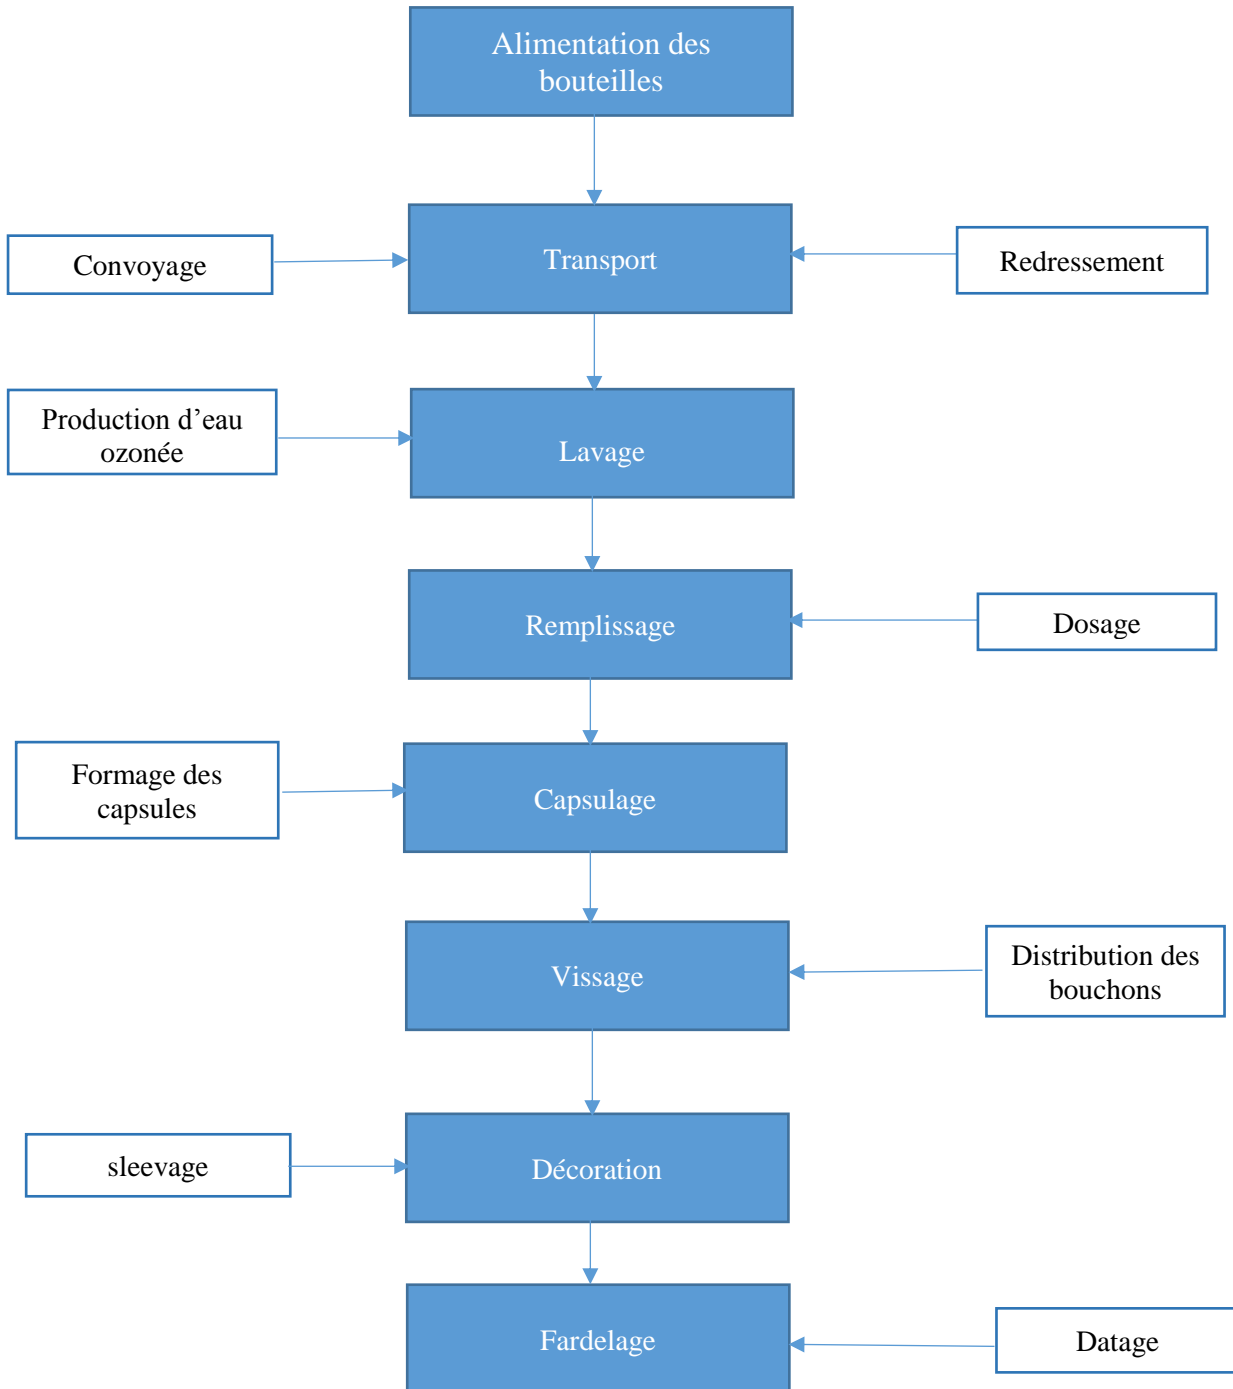 Alimentation des
bouteilles
Convoyage
Transport
Redressement
Production d’eau
ozonée
Lavage
Remplissage
Dosage
Formage des
capsules
Capsulage
Vissage
Distribution des
bouchons
sleevage
Décoration
Fardelage
Datage